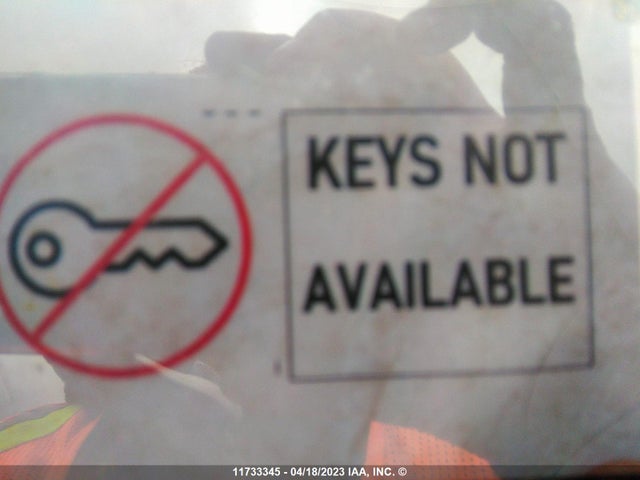 KEYS NOT
AVAILABLE
11733345 - 04/18/2023 IAA, INC. ©